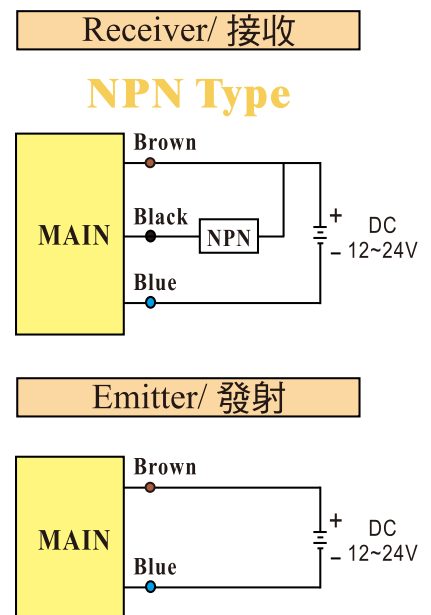 Receiver/ 接收
NPN Type
Brown
Black
MAIN
NPN
Blue
+
DC
12~24V
−
Emitter/ 發射
Brown
MAIN
Blue
+
DC
12~24V
−